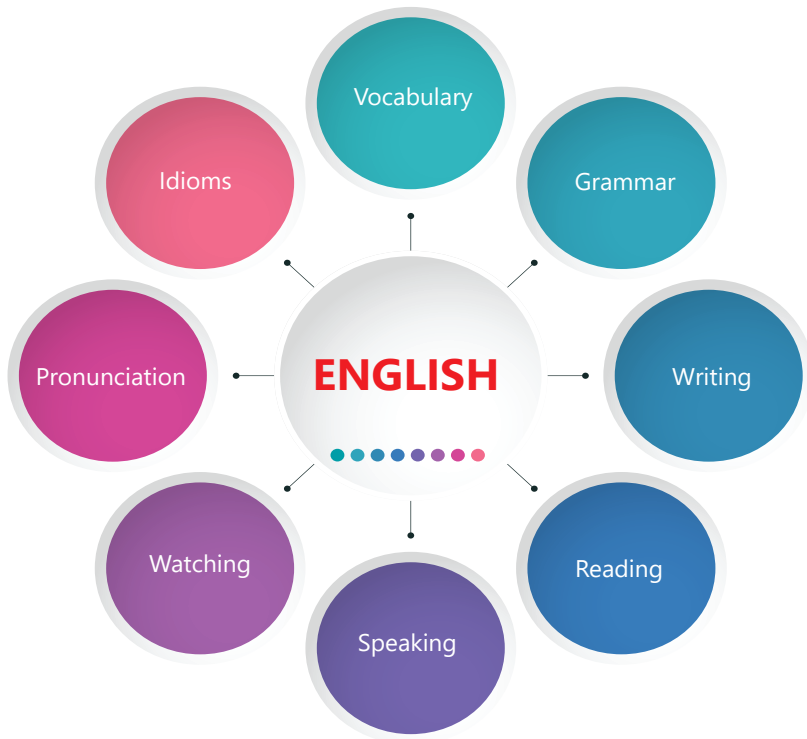 Vocabulary
Idioms
Grammar
Pronunciation
ENGLISH
Writing
Watching
Reading
Speaking